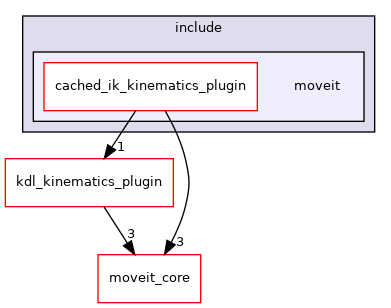 include
cached_ik_kinematics_plugin
moveit
1
kdl_kinematics_plugin
3
3
moveit_core